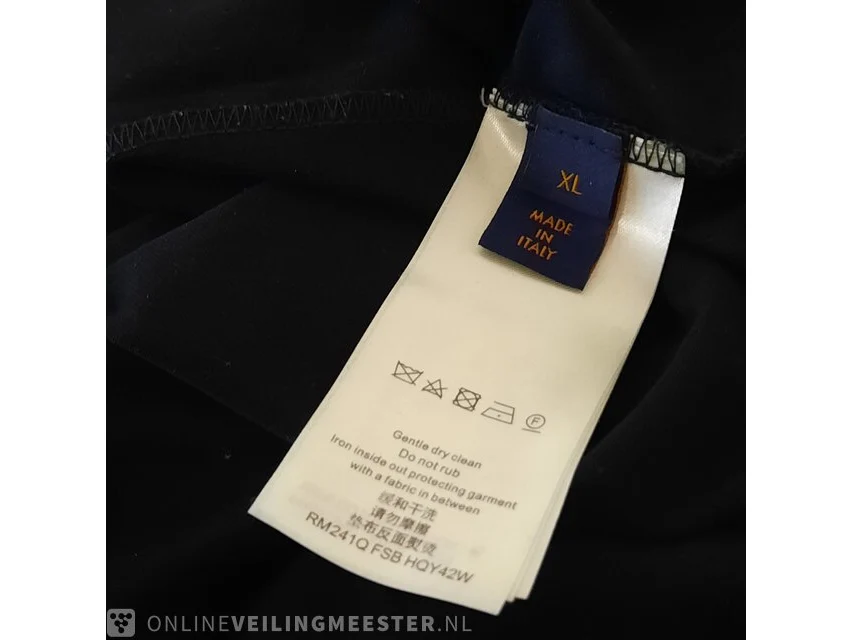 XL
MADE
IN
ITALY
F
Gentle dry clean
Do not rub
Iron inside out protecting garment
with a fabric in between
缓和干洗
请勿摩擦
垫布反面熨烫
RM241Q FSB HQY42W
ONLINEVEILINGMEESTER.NL